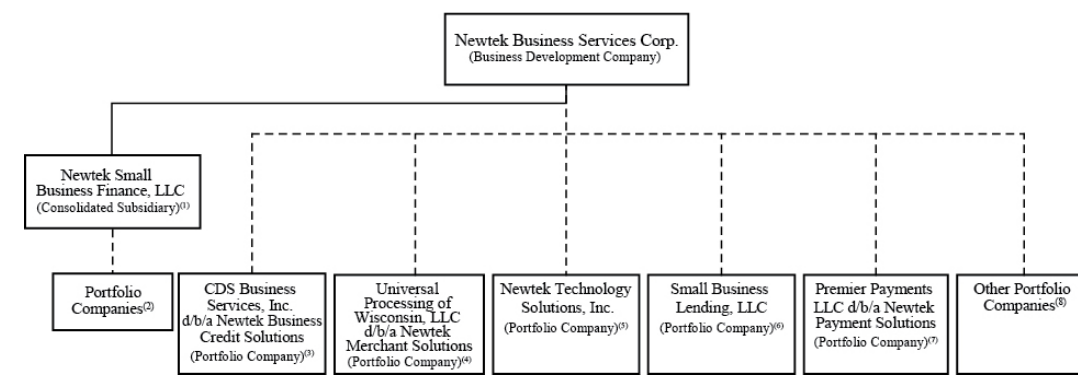 Newtek Business Services Corp.
(Business Development Company)
Newtek Small
Business Finance, LLC
(Consolidated Subsidiary)(1)
Portfolio
Companies(2)
CDS Business
Services, Inc.
d/b/a Newtek Business
Credit Solutions
(Portfolio Company)(3)
Universal
Processing of
Wisconsin, LLC
d/b/a Newtek
Merchant Solutions
(Portfolio Company)(4)
Newtek Technology
Solutions, Inc.
(Portfolio Company)(5)
Small Business
Lending, LLC
(Portfolio Company)(6)
Premier Payments
LLC d/b/a Newtek
Payment Solutions
(Portfolio Company)(7)
Other Portfolio
Companies(8)